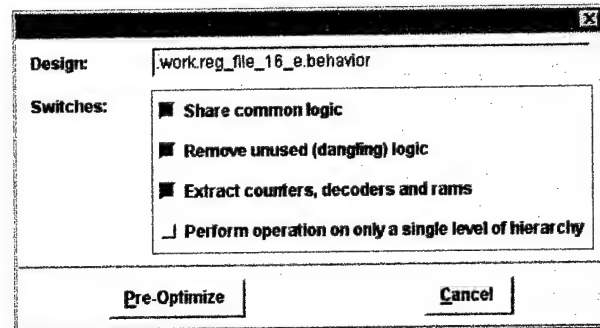 Design: .work.reg_file_16_e.behavior
Switches:
Share common logic
Remove unused (dangling) logic
Extract counters, decoders and rams
Perform operation on only a single level of hierarchy
Pre-Optimize Cancel